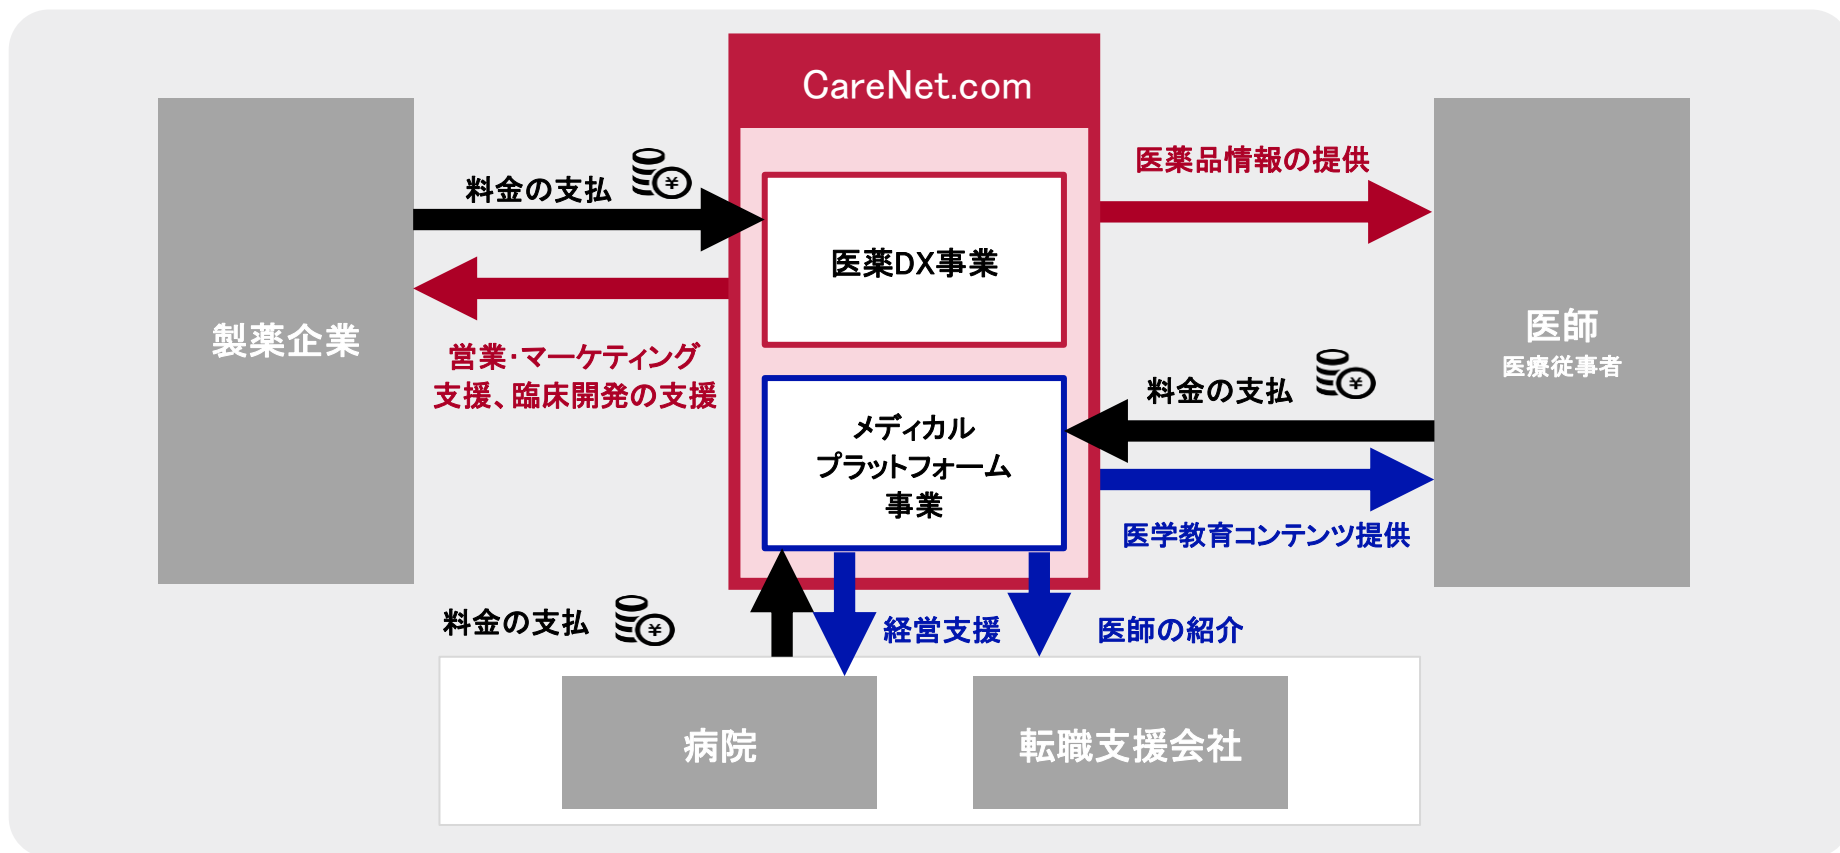 CareNet.com
料金の支払
¥
医薬品情報の提供
医薬DX事業
製薬企業
営業・マーケティング
支援、臨床開発の支援
医師
医療従事者
料金の支払
¥
メディカル
プラットフォーム
事業
医学教育コンテンツ提供
料金の支払
¥
経営支援
医師の紹介
病院
転職支援会社